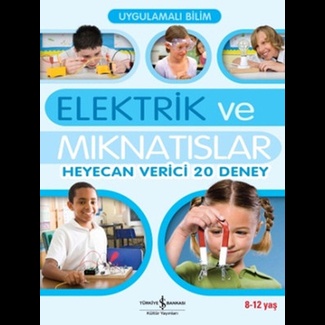 UYGULAMALI BİLİM
ELEKTRİK ve
MIKNATISLAR
HEYECAN VERİCİ 20 DENEY
8-12 yaş
TÜRKİYE İŞ BANKASI
Kültür Yayınları